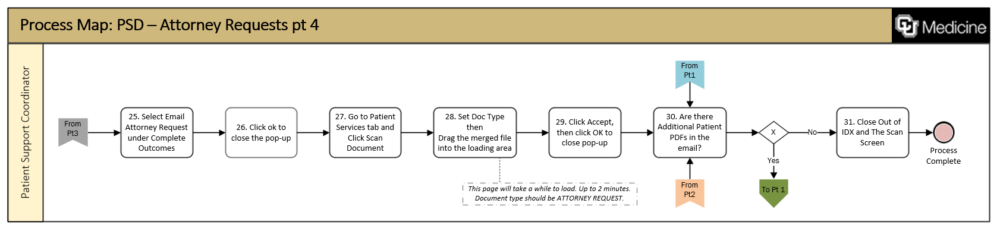 Process Map: PSD – Attorney Requests pt 4
CU Medicine
Patient Support Coordinator
From
Pt3
25. Select Email
Attorney Request
under Complete
Outcomes
26. Click ok to
close the pop-up
27. Go to Patient
Services tab and
Click Scan
Document
28. Set Doc Type
then
Drag the merged file
into the loading area
This page will take a while to load. Up to 2 minutes.
Document type should be ATTORNEY REQUEST.
29. Click Accept,
then click OK to
close pop-up
From
Pt1
30. Are there
Additional Patient
PDFs in the
email?
From
Pt2
X
No
Yes
To Pt 1
31. Close Out of
IDX and The Scan
Screen
Process
Complete